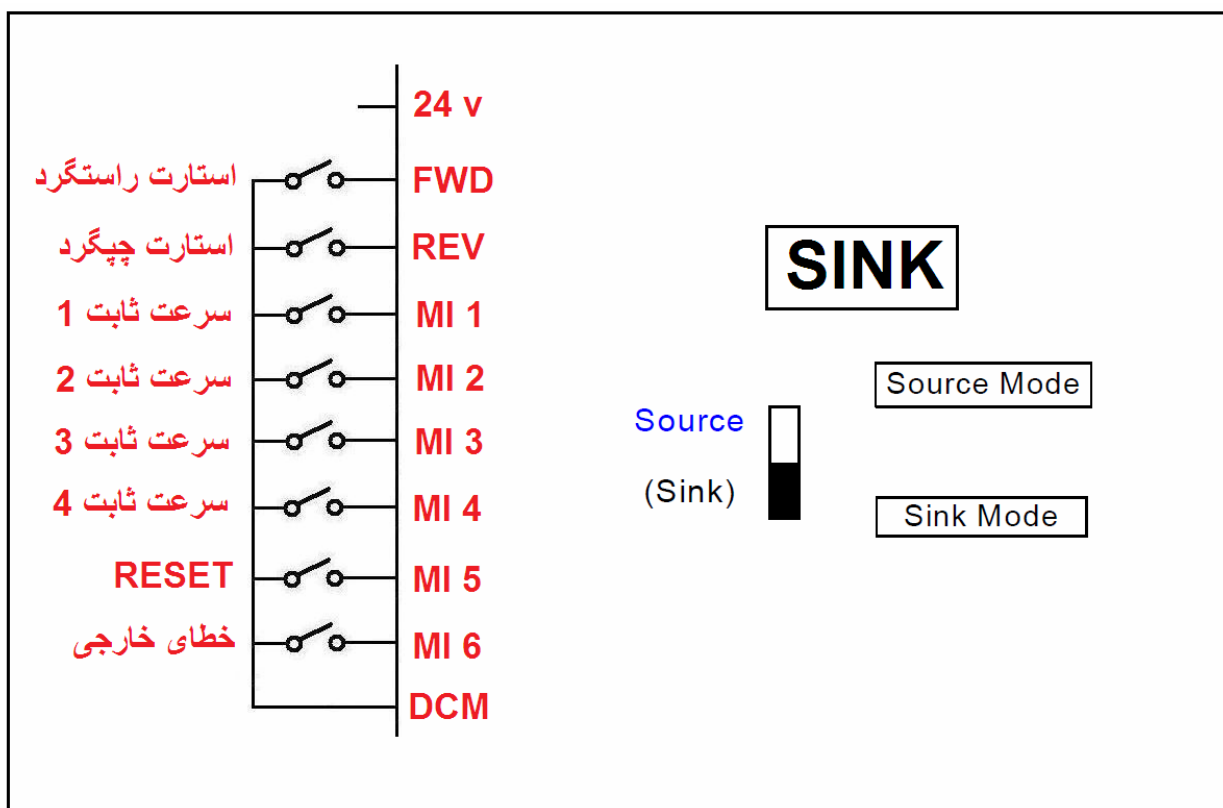 24 v
استارت راستگرد FWD
استارت چپگرد REV
سرعت ثابت 1 MI 1
سرعت ثابت 2 MI 2
سرعت ثابت 3 MI 3
سرعت ثابت 4 MI 4
RESET MI 5
خطای خارجی MI 6
DCM
SINK
Source Mode
Source
(Sink)
Sink Mode